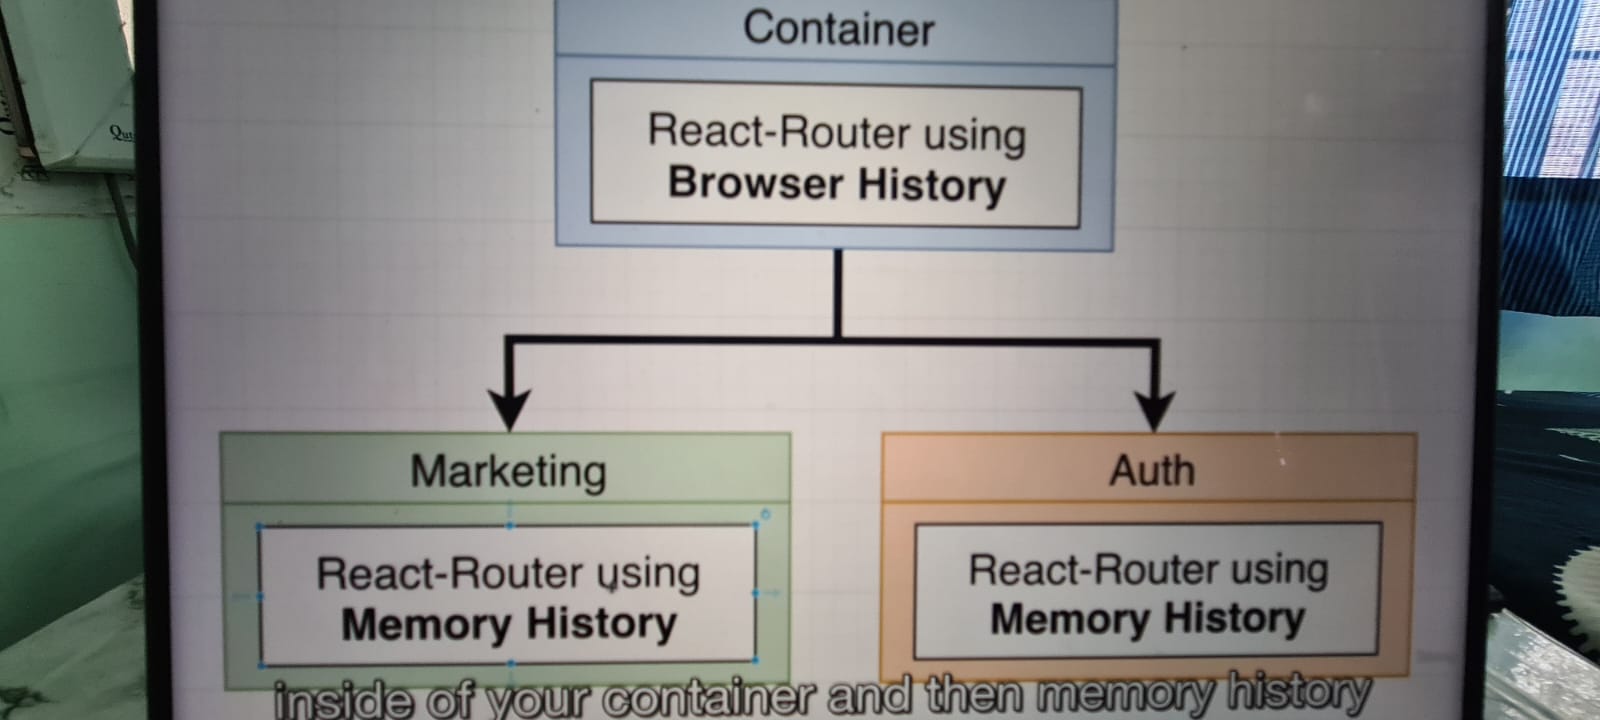 Container
React-Router using
Browser History
Marketing
React-Router using
Memory History
Auth
React-Router using
Memory History
inside of your container and then memory history